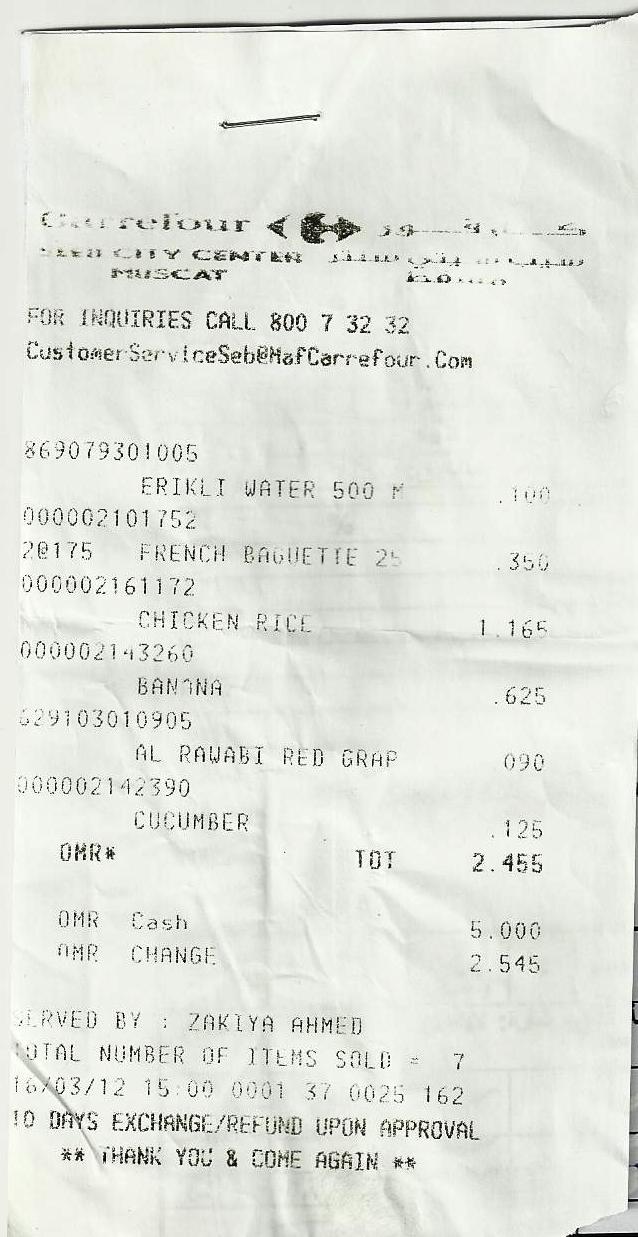 Carrefour كـــارفـــور
SEEB CITY CENTER
MUSCAT
FOR INQUIRIES CALL 800 7 32 32
CustomerServiceSeb@MafCarrefour.Com
869079301005
ERIKLI WATER 500 M .100
000002101752
2@175 FRENCH BAGUETTE 25 .350
000002161172
CHICKEN RICE 1.165
000002143260
BANANA .625
629103010905
AL RAWABI RED GRAP 090
000002142390
CUCUMBER .125
OMR* TOT 2.455
OMR Cash 5.000
OMR CHANGE 2.545
SERVED BY : ZAKIYA AHMED
TOTAL NUMBER OF ITEMS SOLD = 7
16/03/12 15:00 0001 37 0025 162
10 DAYS EXCHANGE/REFUND UPON APPROVAL
** THANK YOU & COME AGAIN **